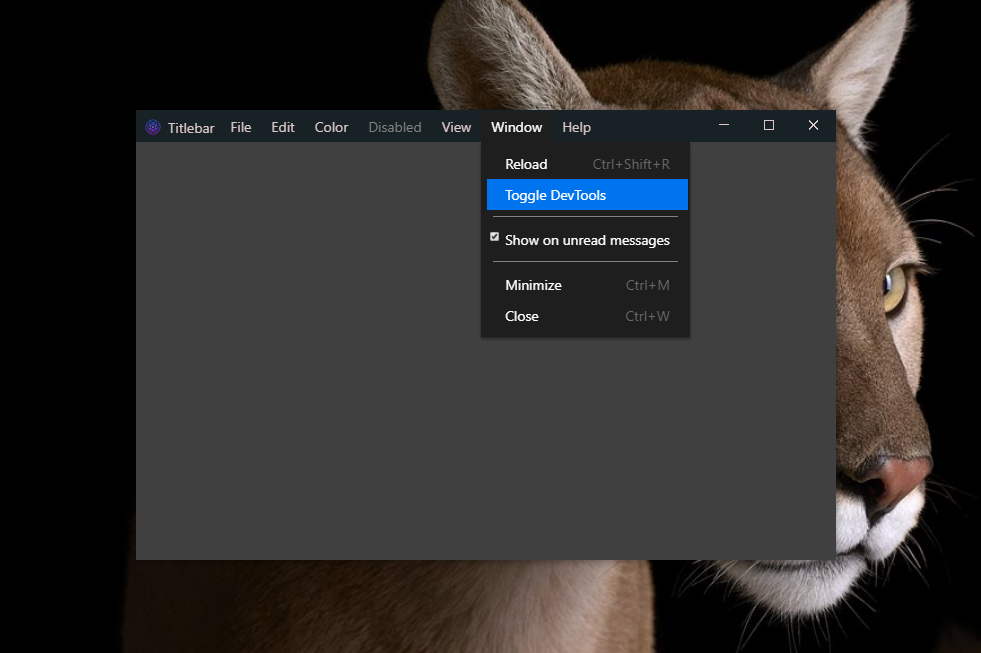 Titlebar File Edit Color Disabled View Window Help
Reload Ctrl+Shift+R
Toggle DevTools
Show on unread messages
Minimize Ctrl+M
Close Ctrl+W